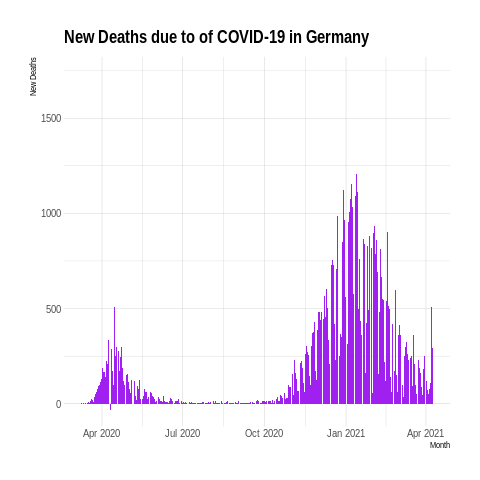 New Deaths due to of COVID-19 in Germany
New Deaths
1500
1000
500
0
Apr 2020 Jul 2020 Oct 2020 Jan 2021 Apr 2021
Month